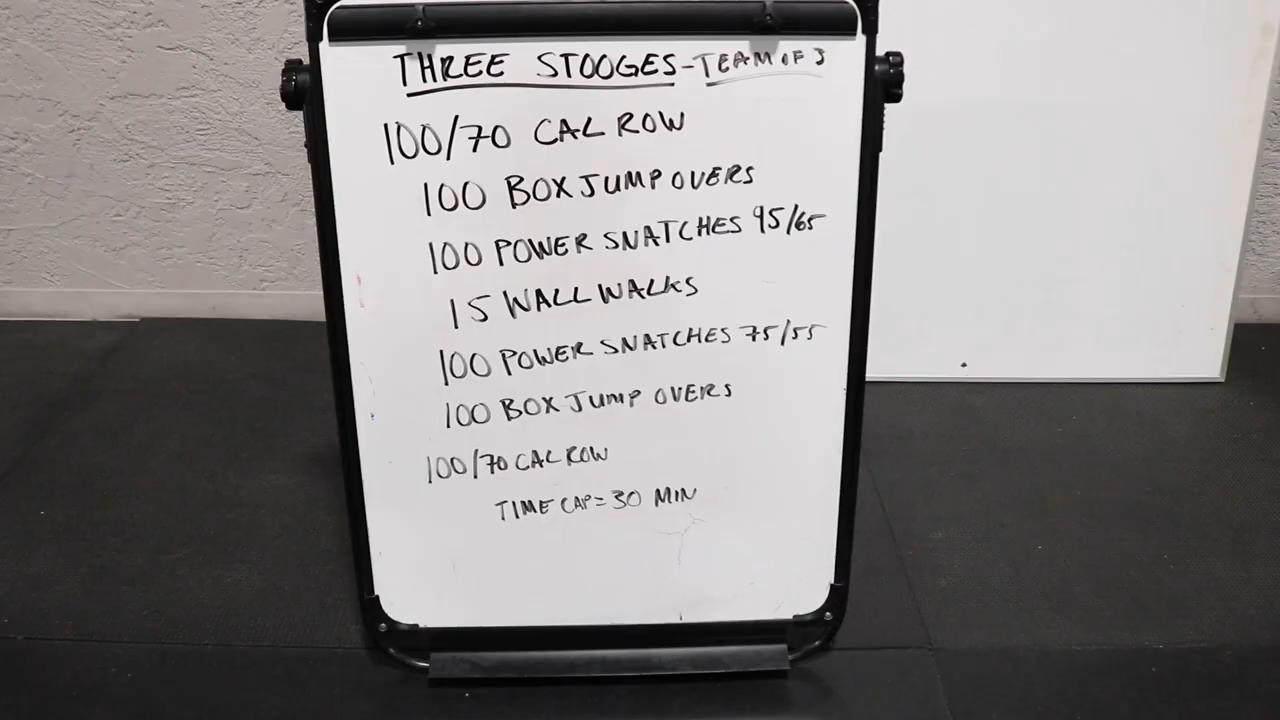 THREE STOOGES - TEAM OF 3
100/70 CAL ROW
100 BOX JUMP OVERS
100 POWER SNATCHES 95/65
15 WALL WALKS
100 POWER SNATCHES 75/55
100 BOX JUMP OVERS
100/70 CAL ROW
TIME CAP = 30 MIN